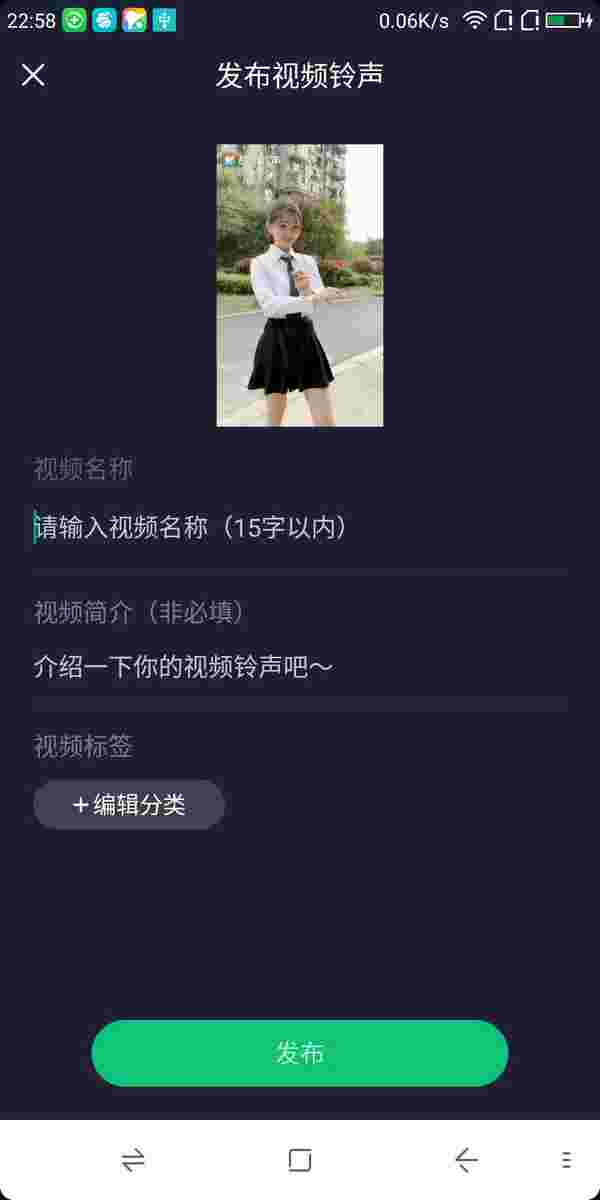 22:58
0.06K/s
发布视频铃声
视频名称
请输入视频名称（15字以内）
视频简介（非必填）
介绍一下你的视频铃声吧～
视频标签
+编辑分类
发布